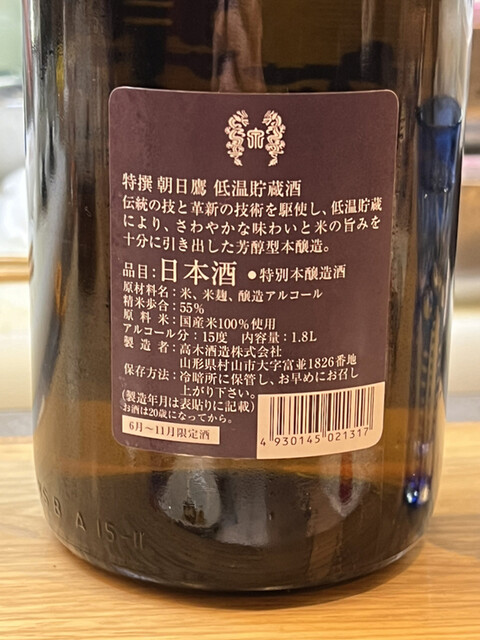 特撰 朝日鷹 低温貯蔵酒
伝統の技と革新の技術を駆使し、低温貯蔵
により、さわやかな味わいと米の旨みを
十分に引き出した芳醇型本醸造。
品目：日本酒 ●特別本醸造酒
原材料名：米、米麹、醸造アルコール
精米歩合：55%
原料米：国産米100%使用
アルコール分：15度 内容量：1.8L
製造者：高木酒造株式会社
山形県村山市大字富並1826番地
保存方法：冷暗所に保管し、お早めにお召し
上がり下さい。
(製造年月は表貼りに記載)
お酒は20歳になってから。
6月～11月限定酒
4 930145 021317
A 15-11